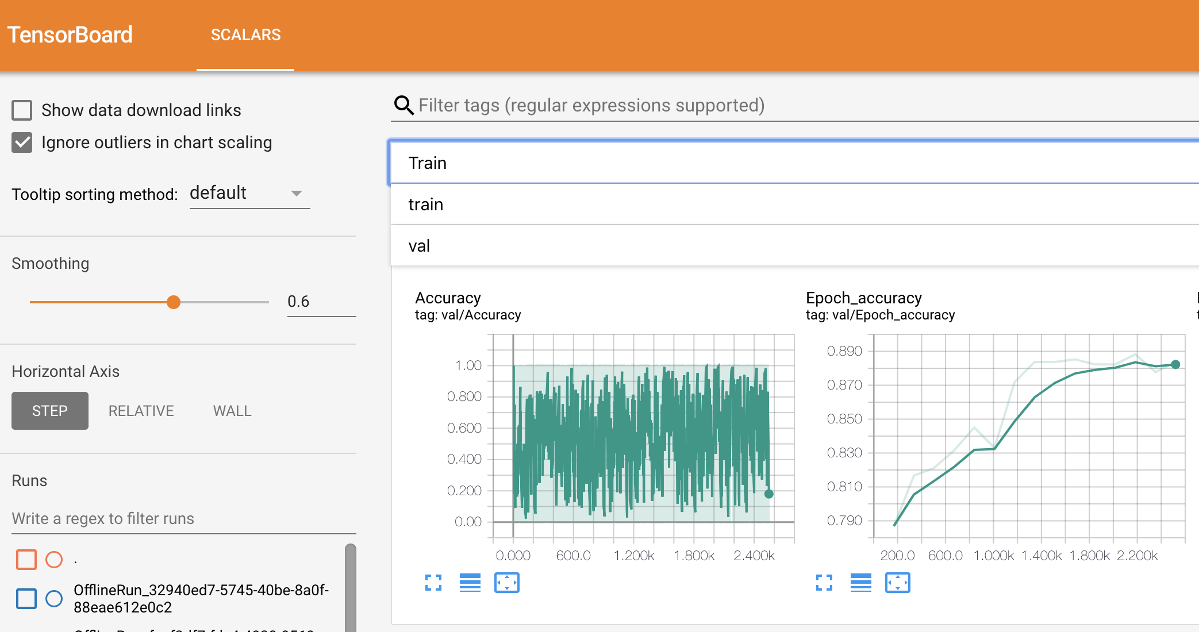 TensorBoard
SCALARS
Show data download links
Ignore outliers in chart scaling
Tooltip sorting method: default
Smoothing
0.6
Horizontal Axis
STEP RELATIVE WALL
Runs
Write a regex to filter runs
.
OfflineRun_32940ed7-5745-40be-8a0f-
88eae612e0c2
Filter tags (regular expressions supported)
Train
train
val
Accuracy
tag: val/Accuracy
1.00
0.800
0.600
0.400
0.200
0.00
0.000 600.0 1.200k 1.800k 2.400k
Epoch_accuracy
tag: val/Epoch_accuracy
0.890
0.870
0.850
0.830
0.810
0.790
200.0 600.0 1.000k 1.400k 1.800k 2.200k